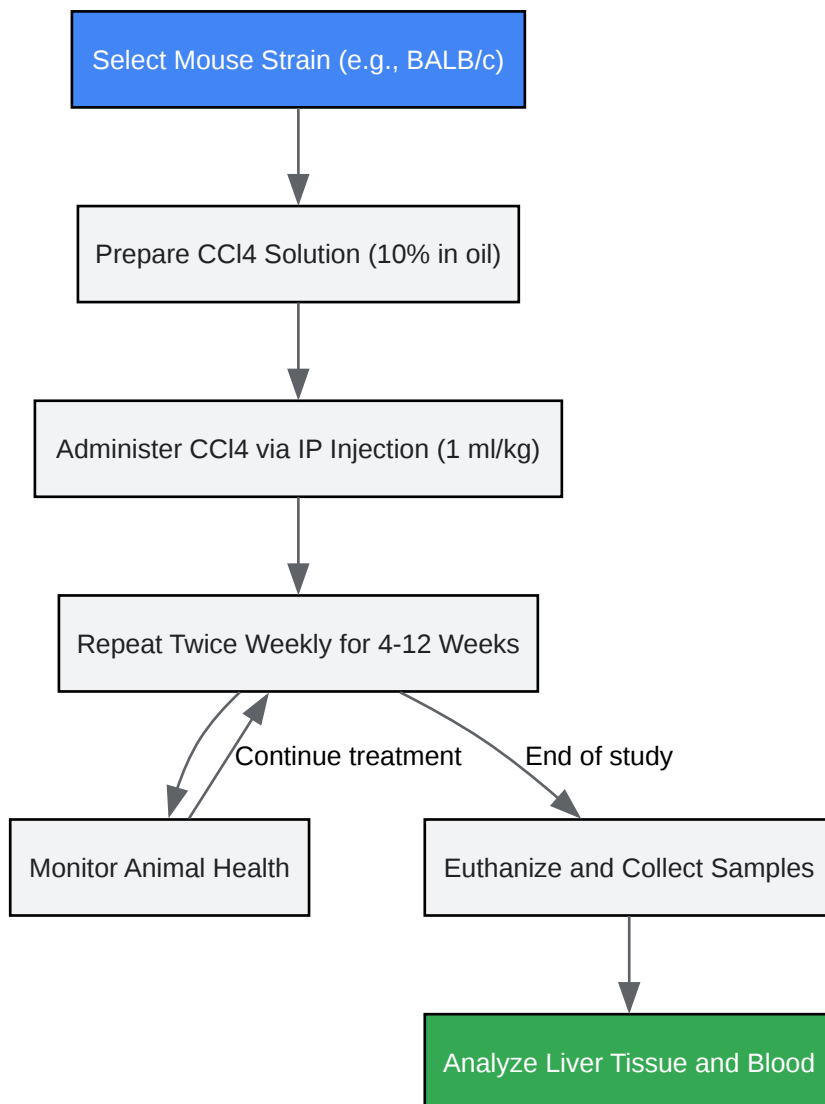 Select Mouse Strain (e.g., BALB/c)
Prepare CCl4 Solution (10% in oil)
Administer CCl4 via IP Injection (1 ml/kg)
Repeat Twice Weekly for 4-12 Weeks
Continue treatment
End of study
Monitor Animal Health
Euthanize and Collect Samples
Analyze Liver Tissue and Blood